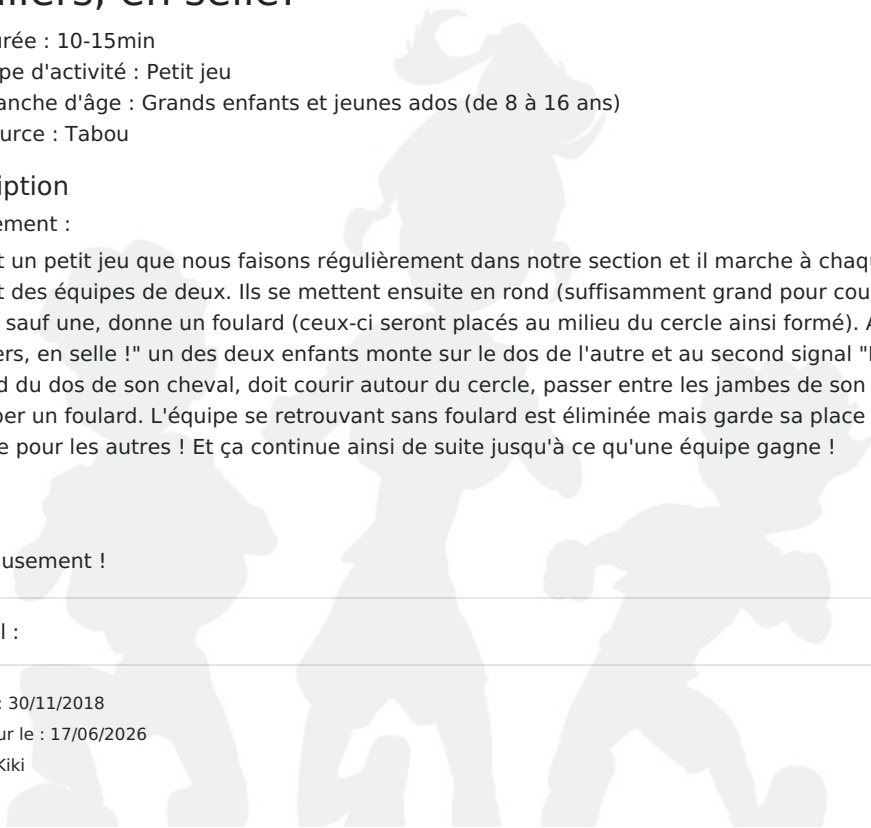 lliers, en selle!
urée : 10-15min
pe d'activité : Petit jeu
anche d'âge : Grands enfants et jeunes ados (de 8 à 16 ans)
urce : Tabou
iption
ement :
t un petit jeu que nous faisons régulièrement dans notre section et il marche à chaqu
t des équipes de deux. Ils se mettent ensuite en rond (suffisamment grand pour cou
sauf une, donne un foulard (ceux-ci seront placés au milieu du cercle ainsi formé). A
ers, en selle !" un des deux enfants monte sur le dos de l'autre et au second signal "
d du dos de son cheval, doit courir autour du cercle, passer entre les jambes de son
per un foulard. L'équipe se retrouvant sans foulard est éliminée mais garde sa place
e pour les autres ! Et ça continue ainsi de suite jusqu'à ce qu'une équipe gagne !
usement !
l :
: 30/11/2018
ur le : 17/06/2026
Kiki